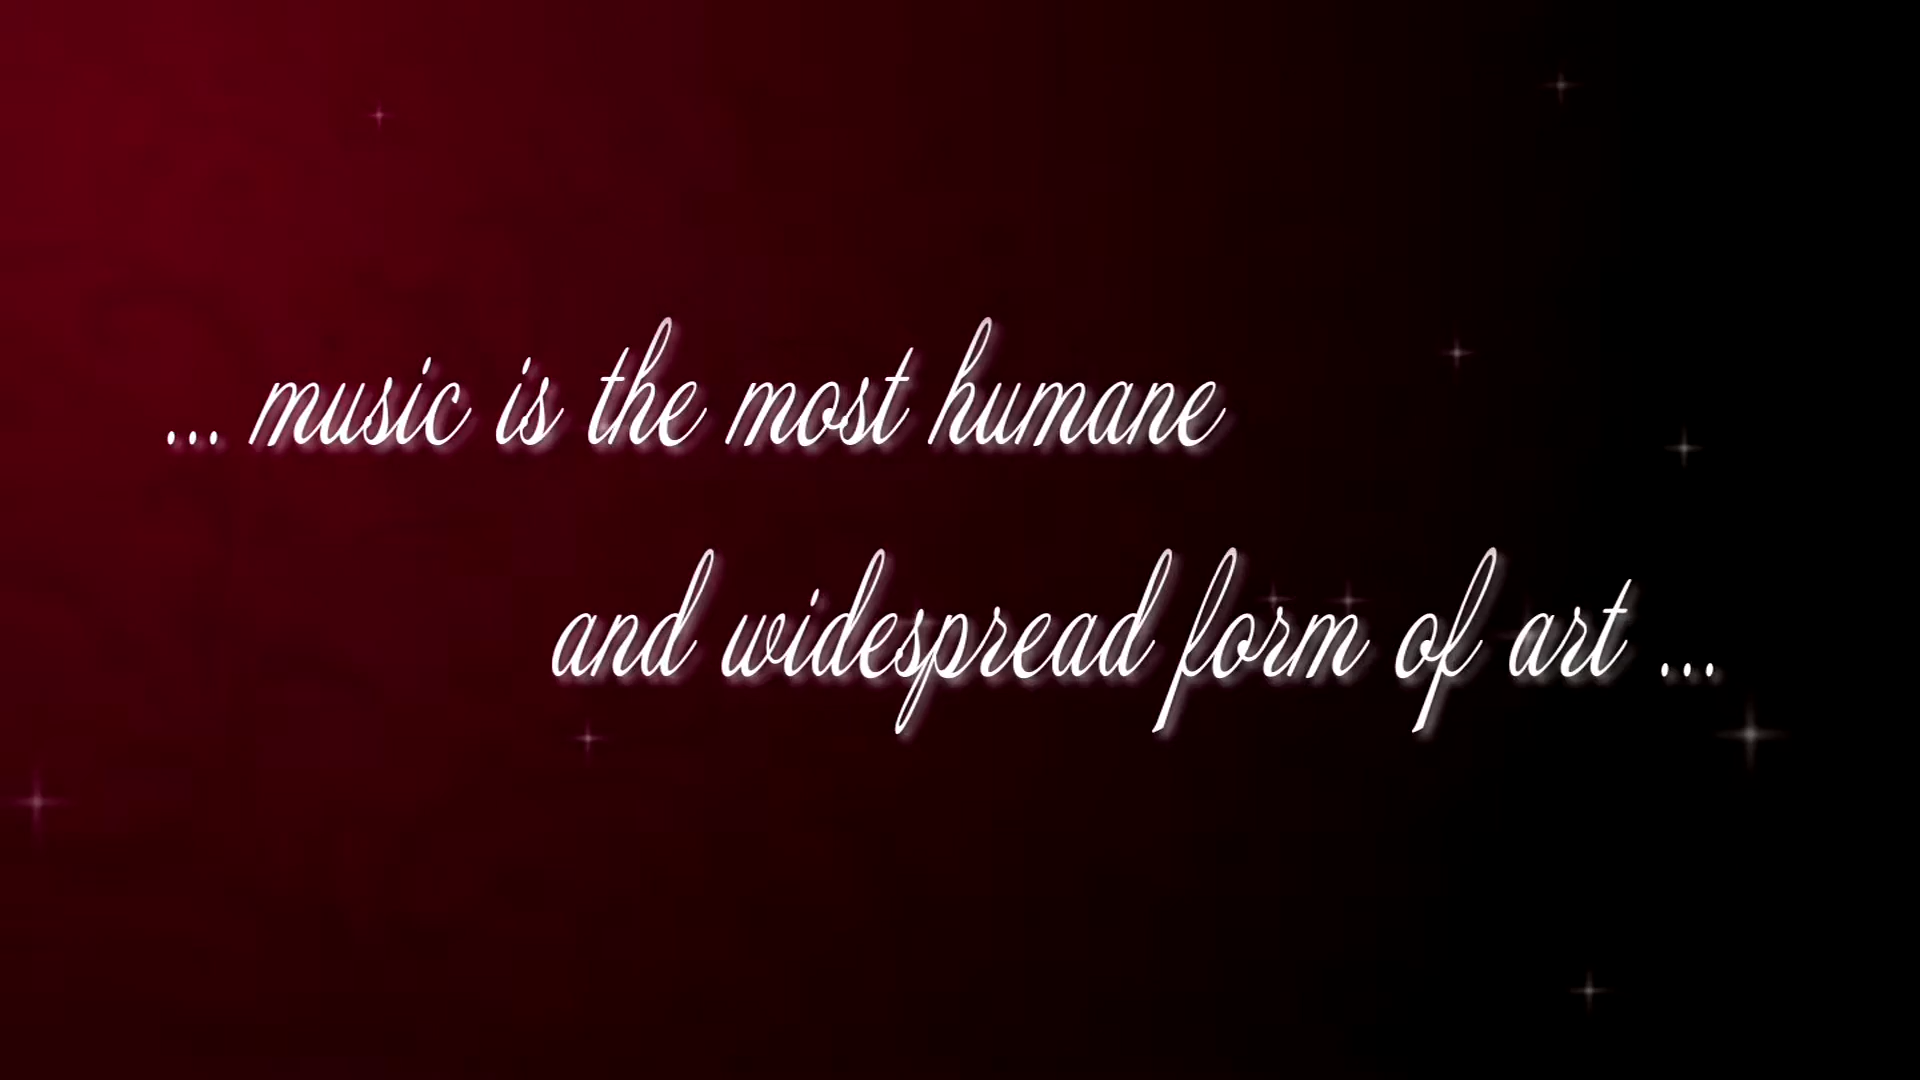 ... music is the most humane
and widespread form of art ...